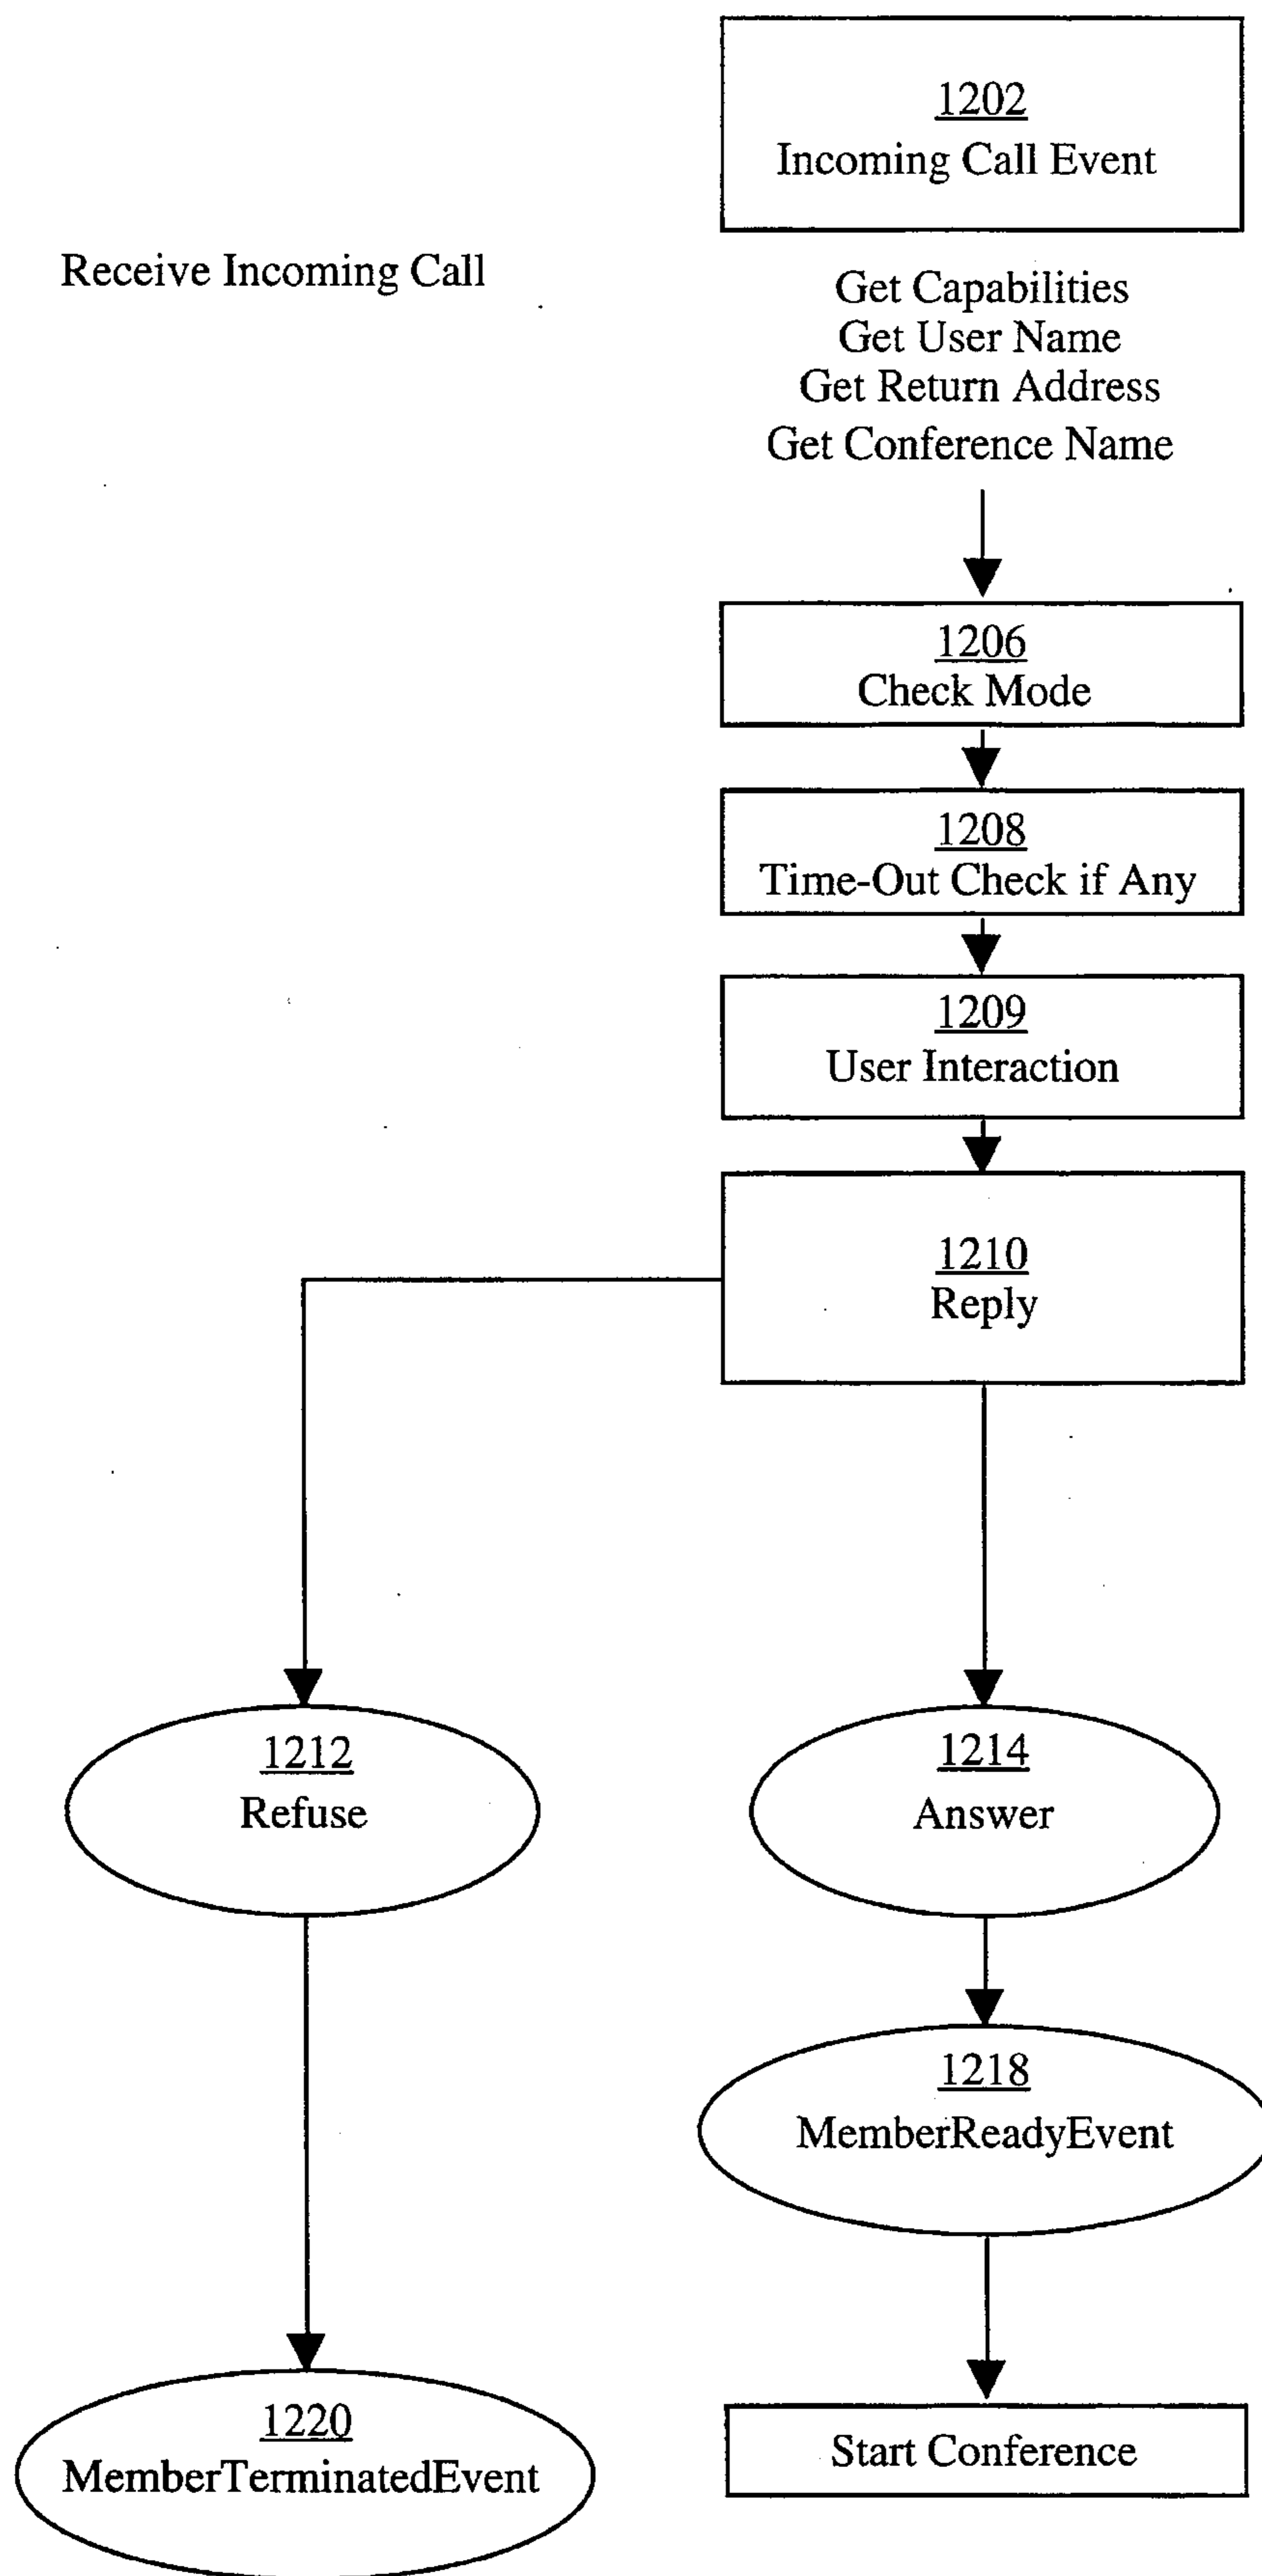 1202
Incoming Call Event
Receive Incoming Call
Get Capabilities
Get User Name
Get Return Address
Get Conference Name
1206
Check Mode
1208
Time-Out Check if Any
1209
User Interaction
1210
Reply
1212
Refuse
1214
Answer
1218
MemberReadyEvent
1220
MemberTerminatedEvent
Start Conference